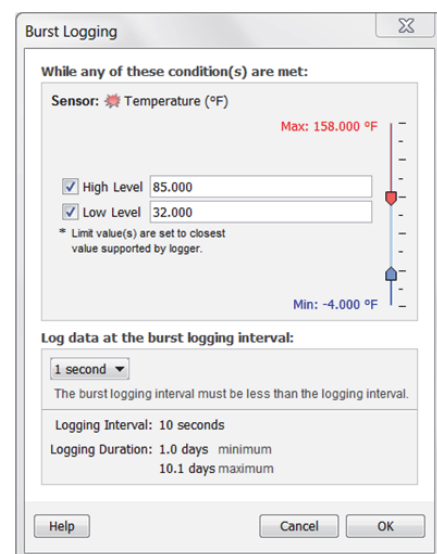 Burst Logging
While any of these condition(s) are met:
Sensor: Temperature (°F)
Max: 158.000 °F
High Level 85.000
Low Level 32.000
* Limit value(s) are set to closest
value supported by logger.
Min: -4.000 °F
Log data at the burst logging interval:
1 second
The burst logging interval must be less than the logging interval.
Logging Interval: 10 seconds
Logging Duration: 1.0 days minimum
10.1 days maximum
Help Cancel OK